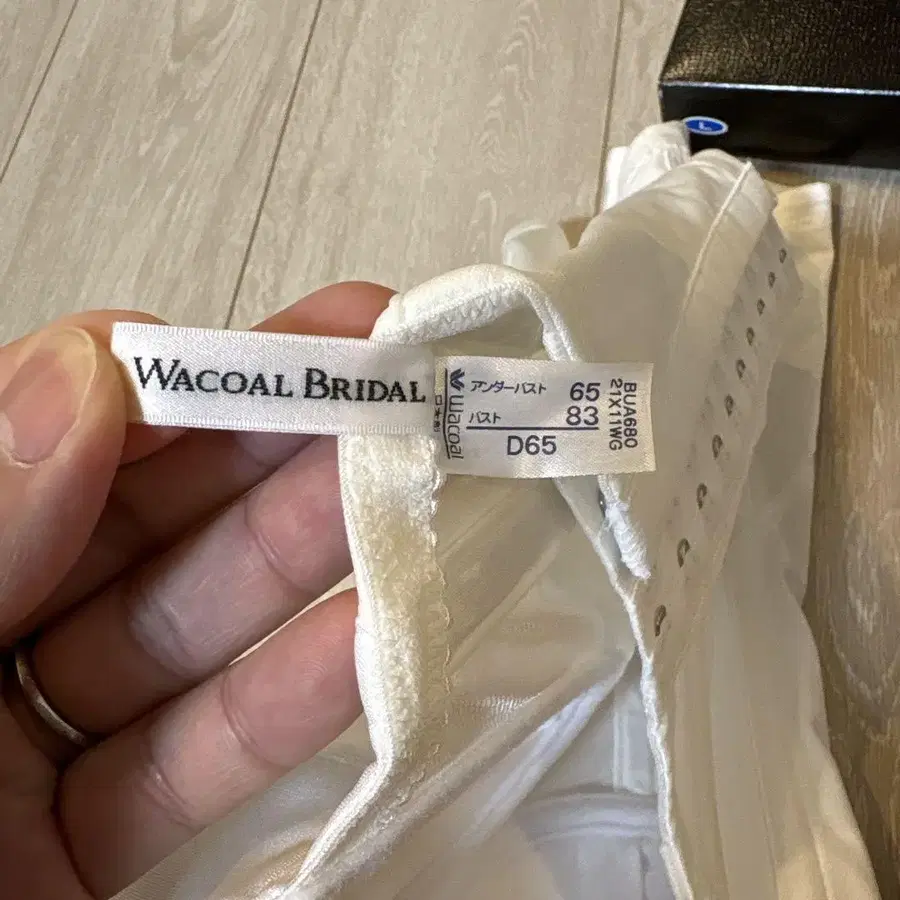 WACOAL BRIDAL
wacoal
アンダーバスト 65
バスト 83
D65
BUA680
21X11WG
L